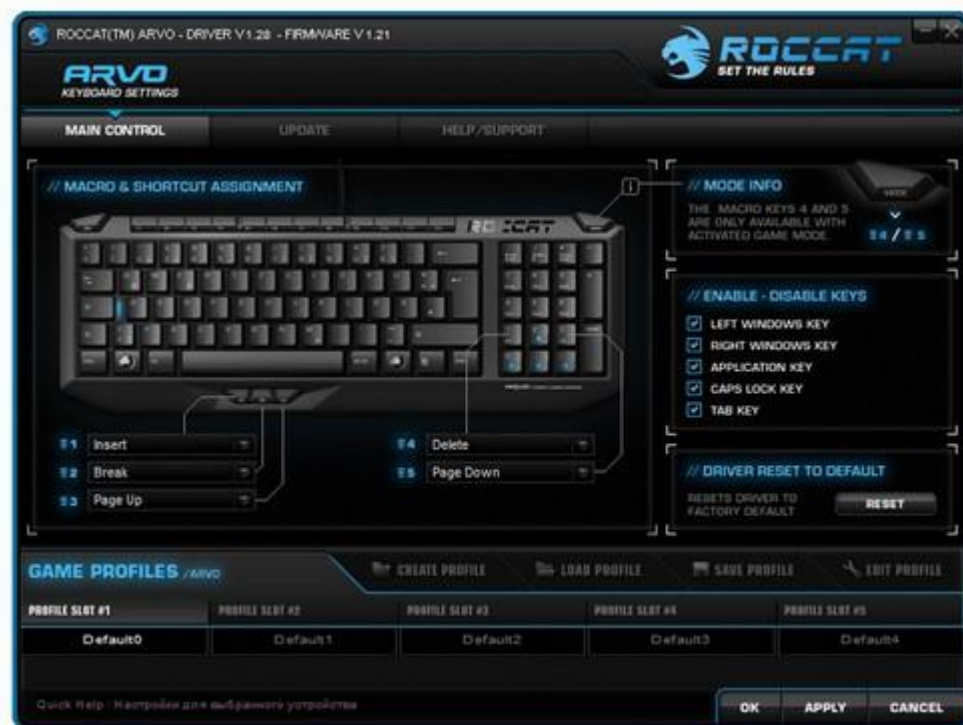 ROCCAT(TM) ARVO - DRIVER V1.28 - FIRMWARE V1.21
ROCCAT
SET THE RULES
ARVO
KEYBOARD SETTINGS
MAIN CONTROL
UPDATE
HELP/SUPPORT
// MACRO & SHORTCUT ASSIGNMENT
i
// MODE INFO
MODE
THE MACRO KEYS 4 AND 5
ARE ONLY AVAILABLE WITH
ACTIVATED GAME MODE.
4 / 5
// ENABLE - DISABLE KEYS
LEFT WINDOWS KEY
RIGHT WINDOWS KEY
APPLICATION KEY
CAPS LOCK KEY
TAB KEY
1 Insert
2 Break
3 Page Up
4 Delete
5 Page Down
// DRIVER RESET TO DEFAULT
RESETS DRIVER TO
FACTORY DEFAULT
RESET
GAME PROFILES /ARVO
CREATE PROFILE
LOAD PROFILE
SAVE PROFILE
EDIT PROFILE
PROFILE SLOT #1
PROFILE SLOT #2
PROFILE SLOT #3
PROFILE SLOT #4
PROFILE SLOT #5
Default0
Default1
Default2
Default3
Default4
Quick Help : Настройки для выбранного устройства
OK
APPLY
CANCEL